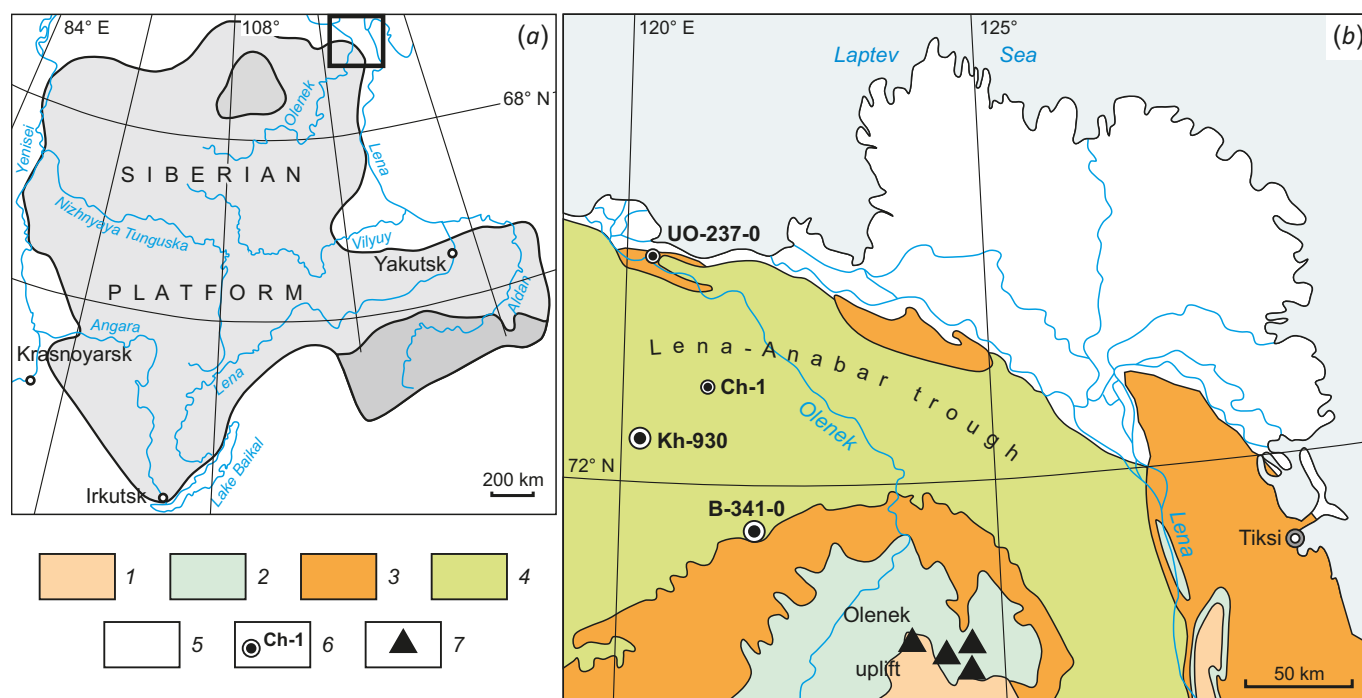 84° E
108°
(a)
68° N
Yenisei
Olenek
Lena
SIBERIAN
Nizhnyaya Tunguska
Vilyuy
Yakutsk
PLATFORM
Aldan
Angara
Krasnoyarsk
Lena
Lake Baikal
Irkutsk
200 km
1
2
3
4
5
Ch-1
6
7
120° E
125°
(b)
Laptev Sea
UO-237-0
Lena-Anabar trough
Ch-1
Olenek
Kh-930
72° N
B-341-0
Lena
Tiksi
Olenek
uplift
50 km